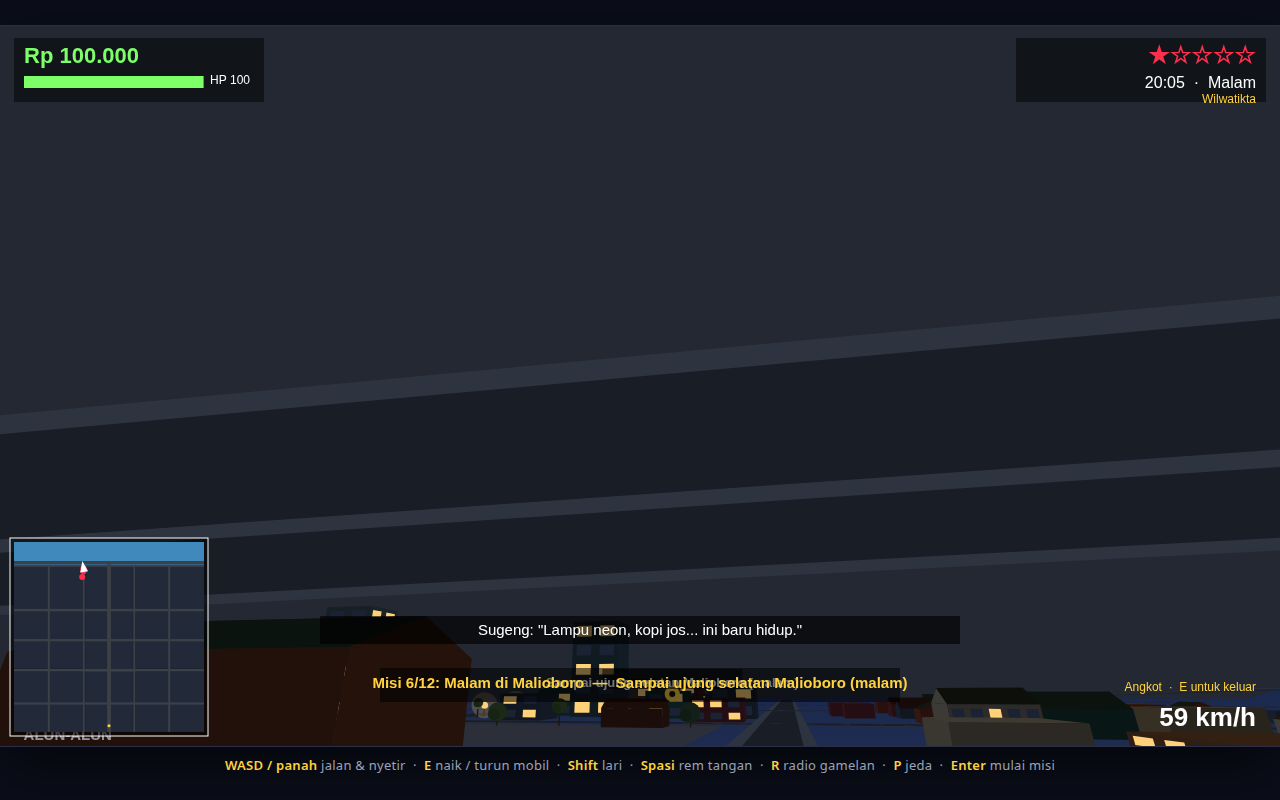 Rp 100.000
HP 100
★☆☆☆☆
20:05 · Malam
Wilwatikta
Sugeng: "Lampu neon, kopi jos... ini baru hidup."
Misi 6/12: Malam di Malioboro — Sampai ujung selatan Malioboro (malam)
Angkot · E untuk keluar
59 km/h
ALUN-ALUN
WASD / panah jalan & nyetir · E naik / turun mobil · Shift lari · Spasi rem tangan · R radio gamelan · P jeda · Enter mulai misi